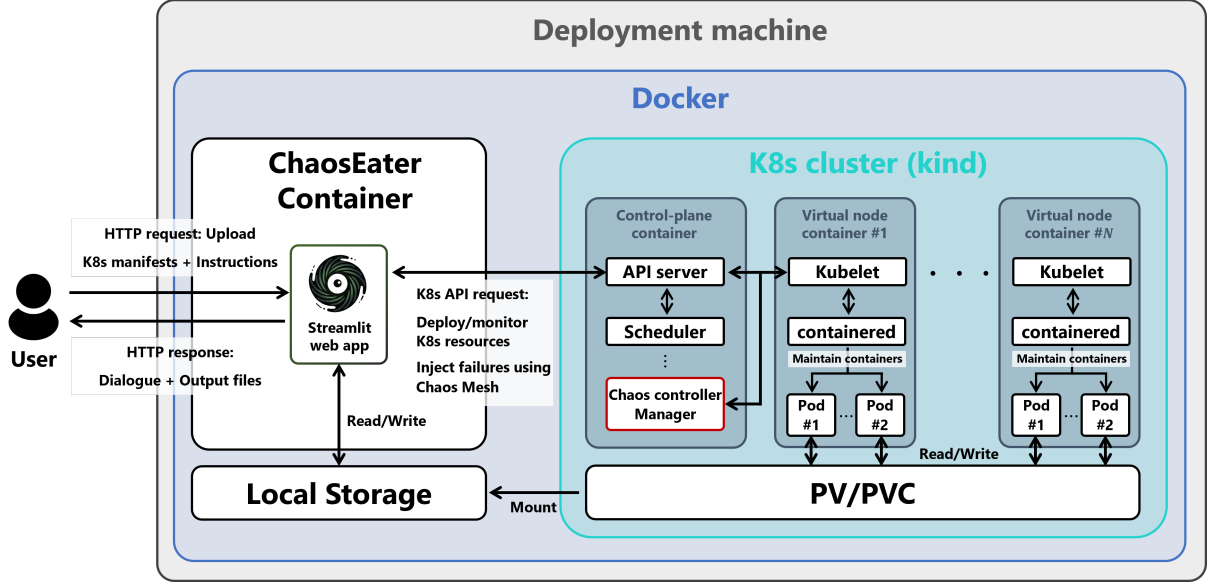 Deployment machine
Docker
ChaosEater
Container
HTTP request: Upload
K8s manifests + Instructions
User
HTTP response:
Dialogue + Output files
Streamlit
web app
K8s API request:
Deploy/monitor
K8s resources
Inject failures using
Chaos Mesh
Read/Write
Local Storage
Mount
K8s cluster (kind)
Control-plane
container
API server
Scheduler
⋮
Chaos controller
Manager
Virtual node
container #1
Kubelet
containered
Maintain containers
Pod
#1
...
Pod
#2
. . .
Virtual node
container #N
Kubelet
containered
Maintain containers
Pod
#1
...
Pod
#2
Read/Write
PV/PVC